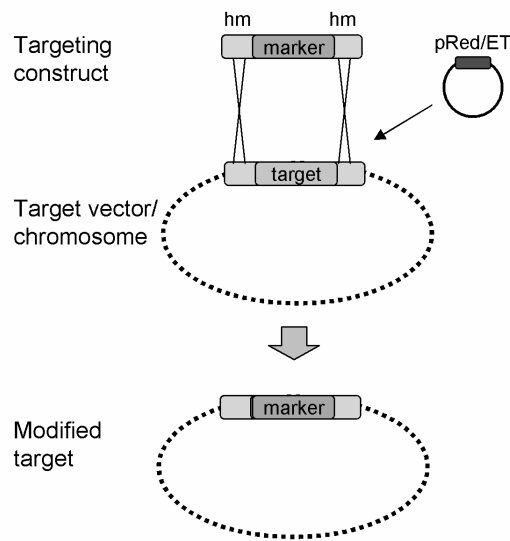 hm
hm
Targeting
construct
marker
pRed/ET
target
Target vector/
chromosome
marker
Modified
target